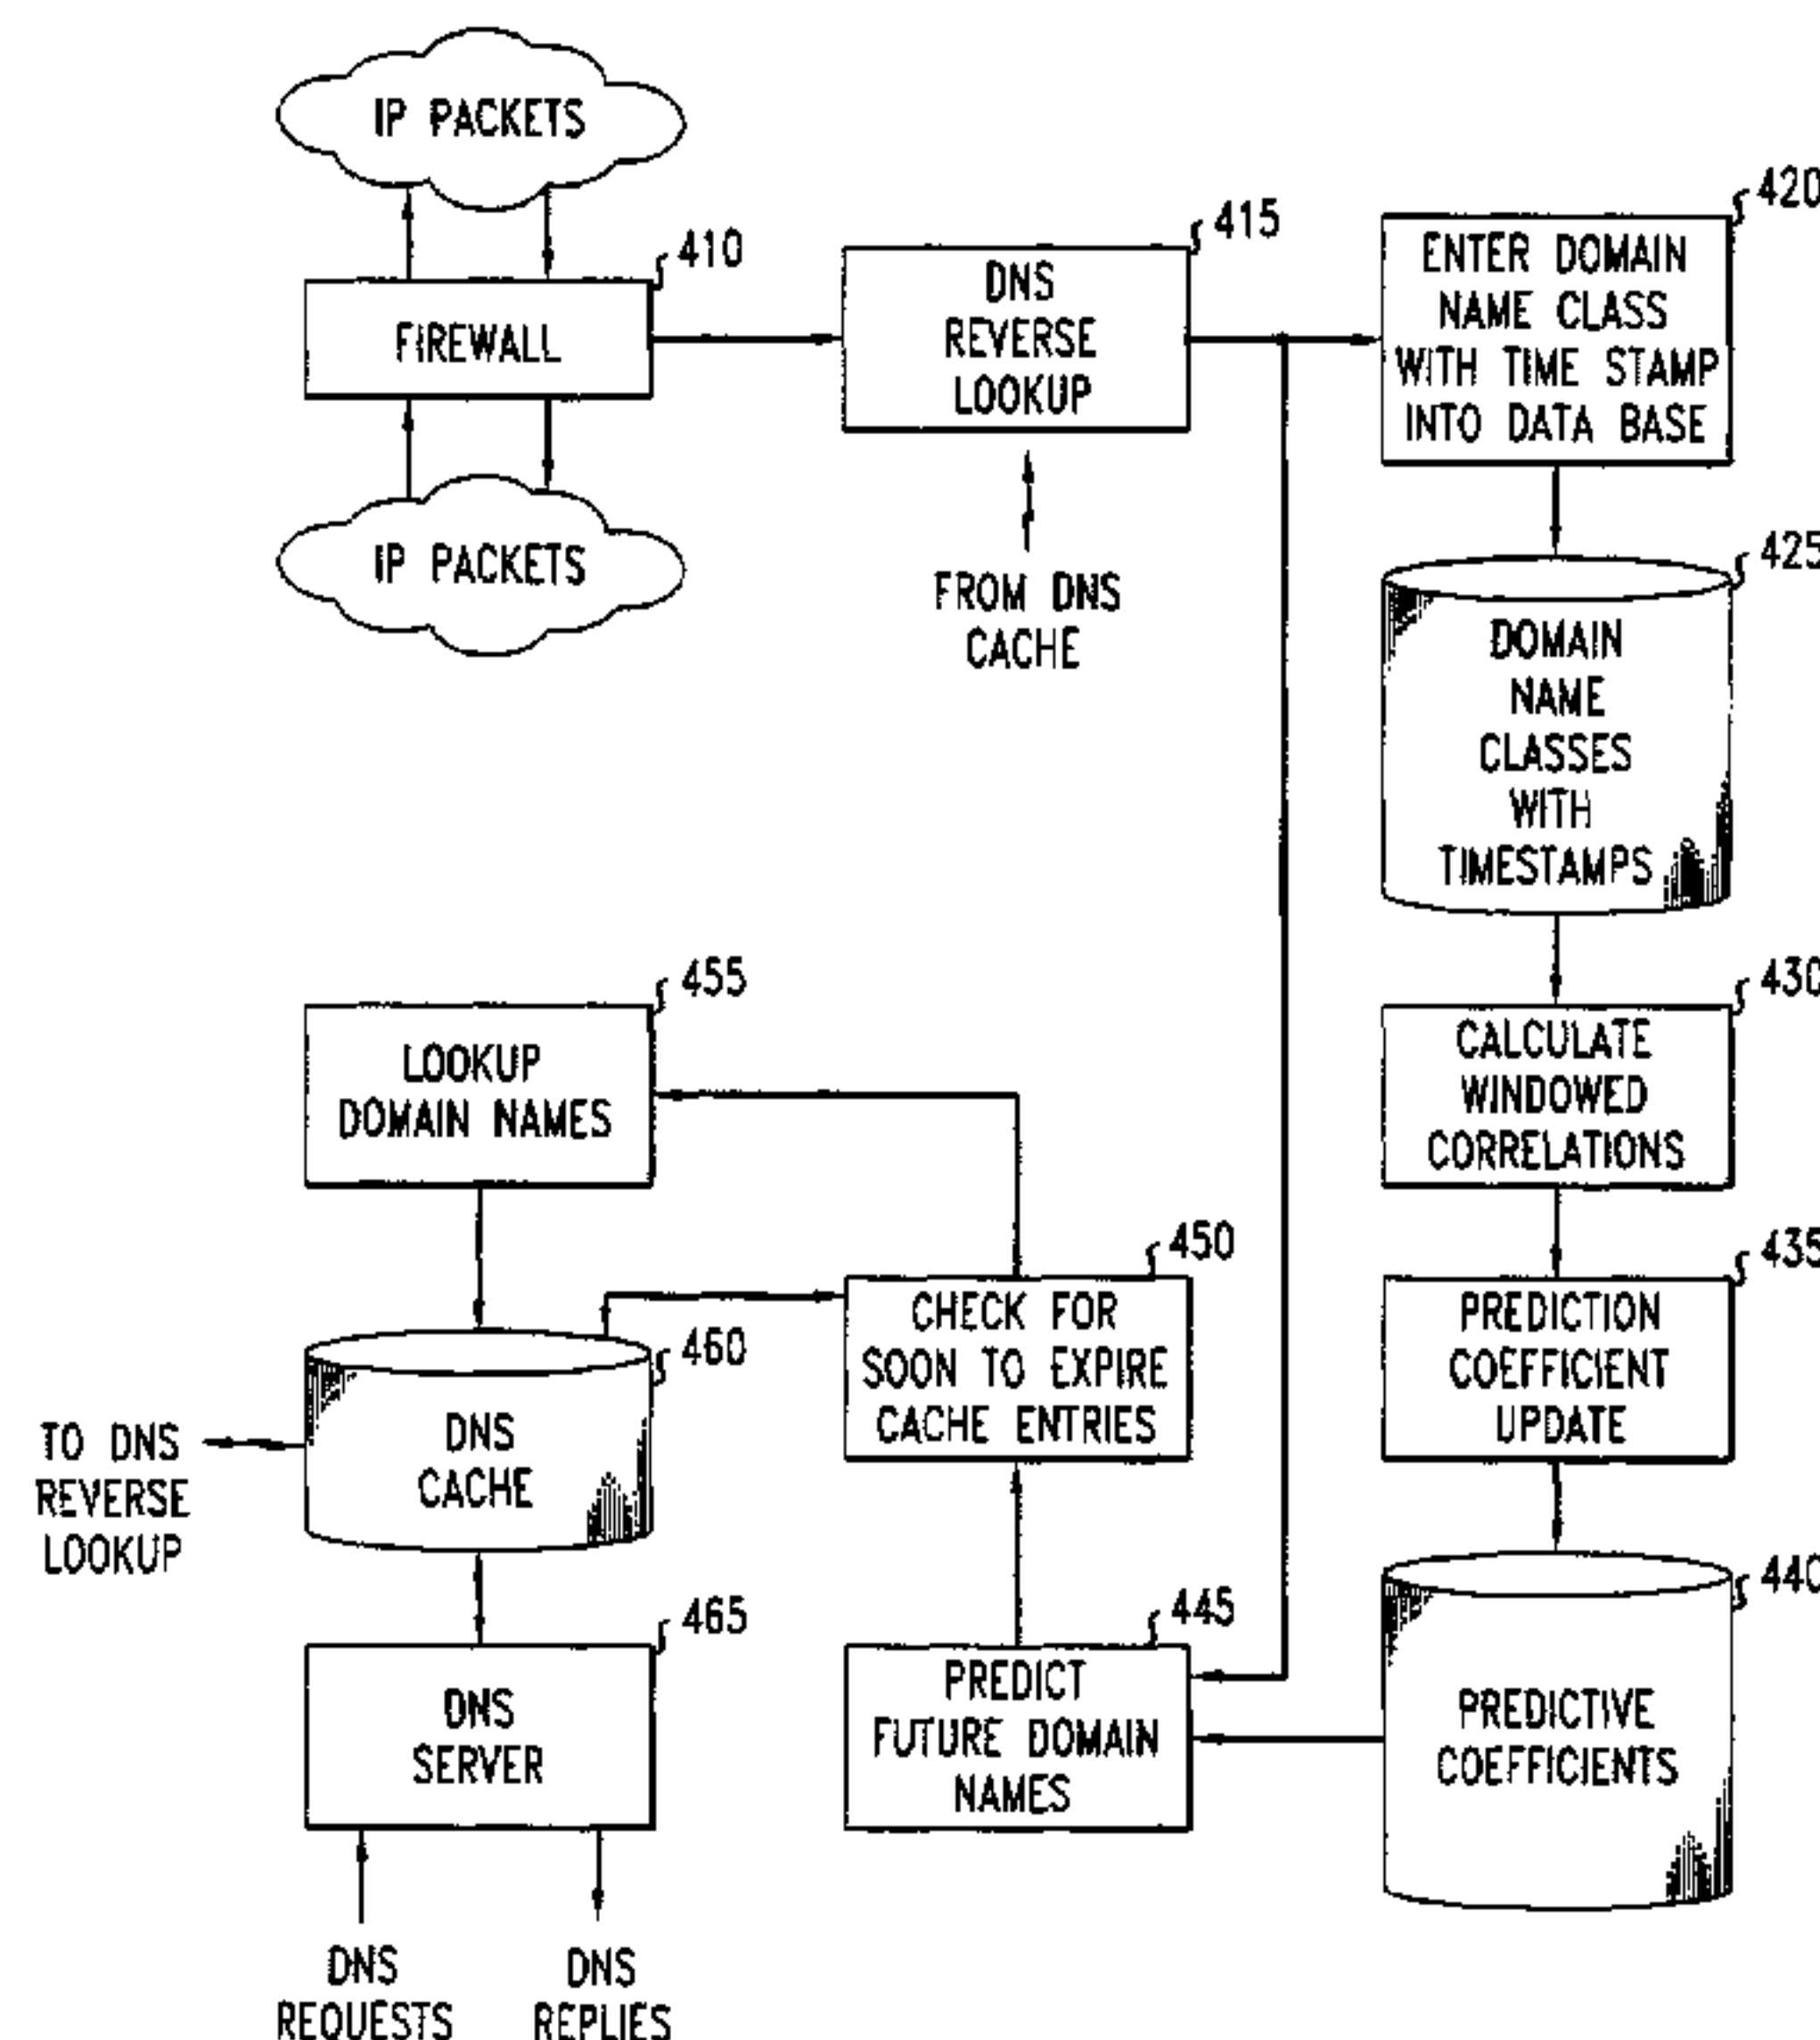 IP PACKETS
410
FIREWALL
IP PACKETS
415
DNS
REVERSE
LOOKUP
FROM DNS
CACHE
420
ENTER DOMAIN
NAME CLASS
WITH TIME STAMP
INTO DATA BASE
425
DOMAIN
NAME
CLASSES
WITH
TIMESTAMPS
430
CALCULATE
WINDOWED
CORRELATIONS
435
PREDICTION
COEFFICIENT
UPDATE
440
PREDICTIVE
COEFFICIENTS
445
PREDICT
FUTURE DOMAIN
NAMES
450
CHECK FOR
SOON TO EXPIRE
CACHE ENTRIES
455
LOOKUP
DOMAIN NAMES
460
DNS
CACHE
TO DNS
REVERSE
LOOKUP
465
DNS
SERVER
DNS
REQUESTS
DNS
REPLIES